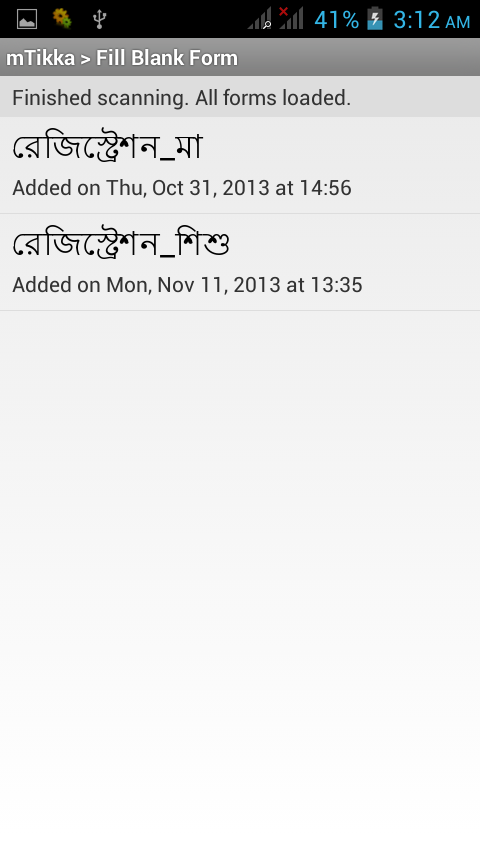 41% 3:12 AM
mTikka > Fill Blank Form
Finished scanning. All forms loaded.
রেজিস্ট্রেশন_মা
Added on Thu, Oct 31, 2013 at 14:56
রেজিস্ট্রেশন_শিশু
Added on Mon, Nov 11, 2013 at 13:35